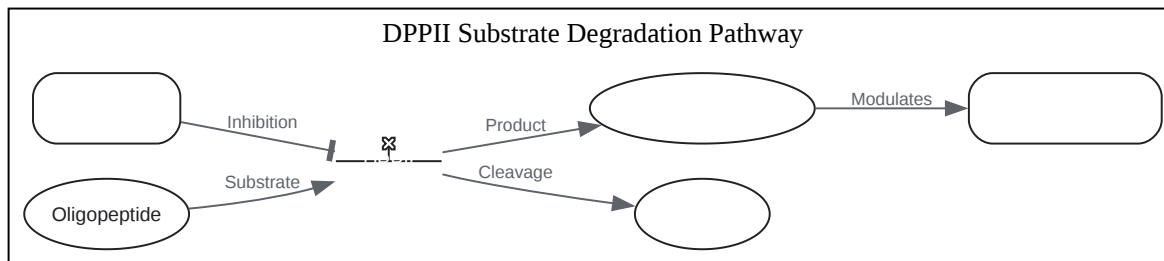 DPPII Substrate Degradation Pathway
Inhibition
Product
Modulates
Substrate
Cleavage
Oligopeptide